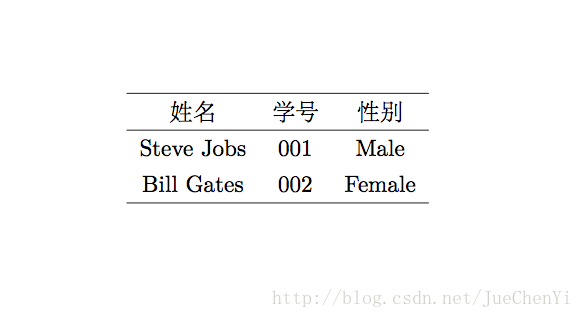 姓名 学号 性别
Steve Jobs 001 Male
Bill Gates 002 Female
http://blog.csdn.net/JueChenYi